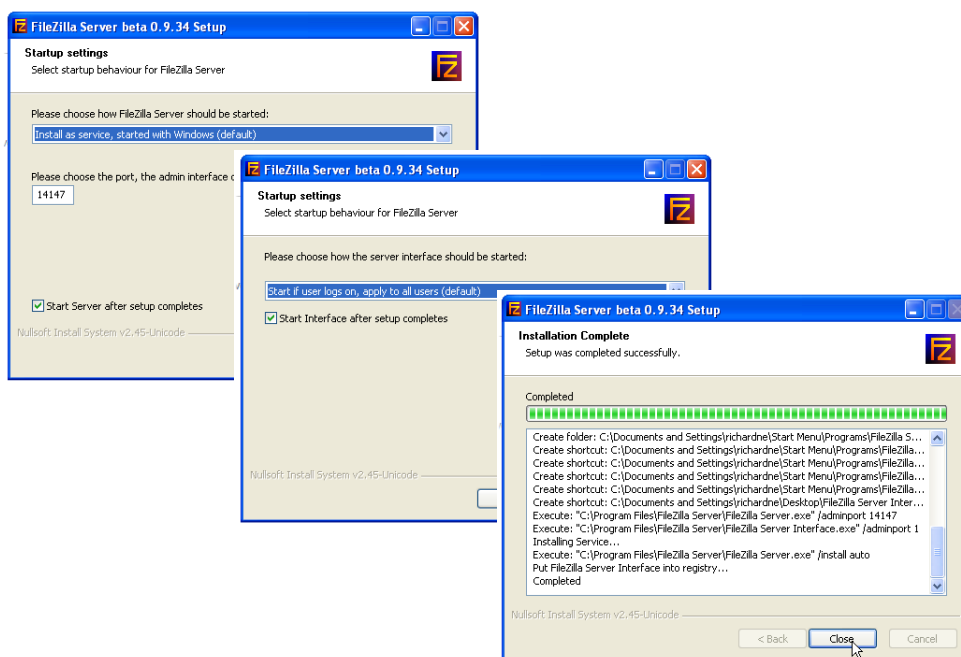 FileZilla Server beta 0.9.34 Setup
Startup settings
Select startup behaviour for FileZilla Server
Please choose how FileZilla Server should be started:
Install as service, started with Windows (default)
Please choose the port, the admin interface
14147
Start Server after setup completes
Nullsoft Install System v2.45-Unicode
FileZilla Server beta 0.9.34 Setup
Startup settings
Select startup behaviour for FileZilla Server
Please choose how the server interface should be started:
Start if user logs on, apply to all users (default)
Start Interface after setup completes
Nullsoft Install System v2.45-Unicode
FileZilla Server beta 0.9.34 Setup
Installation Complete
Setup was completed successfully.
Completed
Create folder: C:\Documents and Settings\richardne\Start Menu\Programs\FileZilla S...
Create shortcut: C:\Documents and Settings\richardne\Start Menu\Programs\FileZilla...
Create shortcut: C:\Documents and Settings\richardne\Start Menu\Programs\FileZilla...
Create shortcut: C:\Documents and Settings\richardne\Start Menu\Programs\FileZilla...
Create shortcut: C:\Documents and Settings\richardne\Start Menu\Programs\FileZilla...
Create shortcut: C:\Documents and Settings\richardne\Desktop\FileZilla Server Inter...
Execute: "C:\Program Files\FileZilla Server\FileZilla Server.exe" /adminport 14147
Execute: "C:\Program Files\FileZilla Server\FileZilla Server Interface.exe" /adminport 1
Installing Service...
Execute: "C:\Program Files\FileZilla Server\FileZilla Server.exe" /install auto
Put FileZilla Server Interface into registry...
Completed
Nullsoft Install System v2.45-Unicode
< Back
Close
Cancel